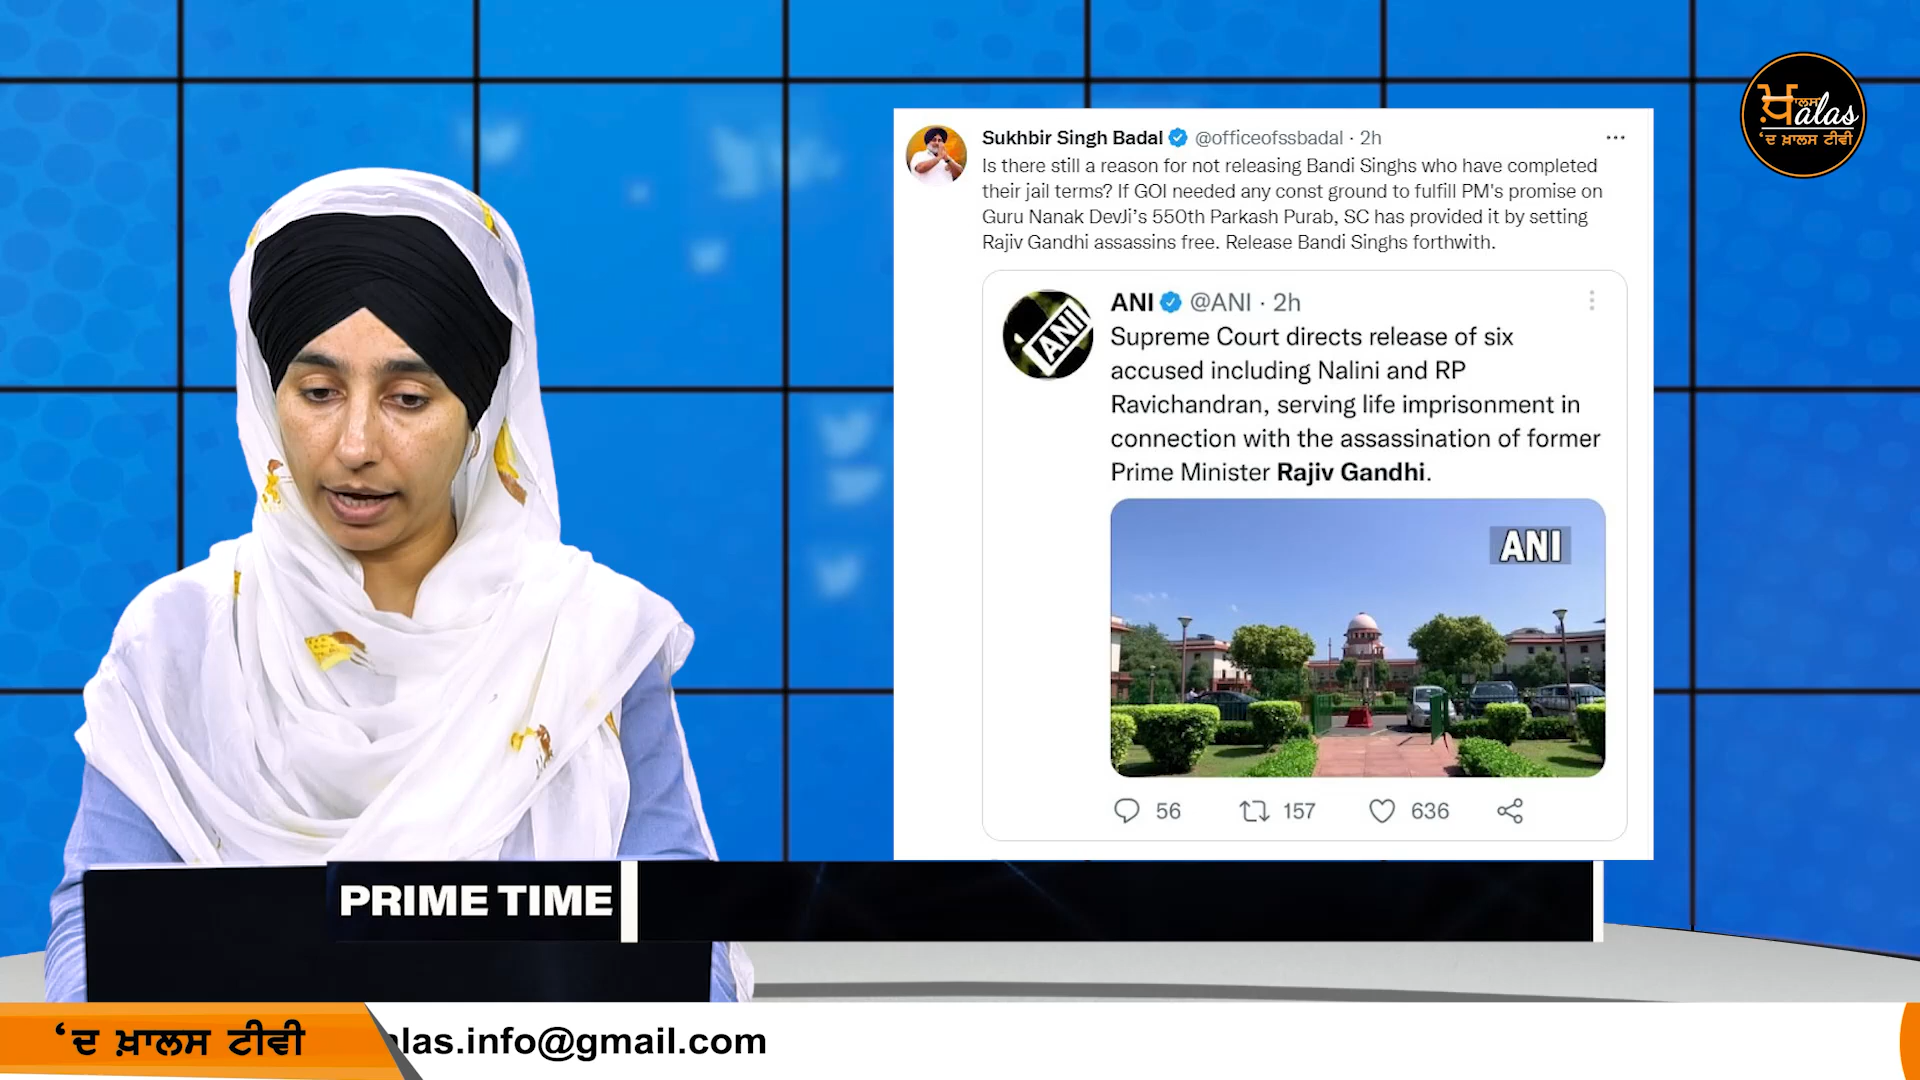 Sukhbir Singh Badal @officeofssbadal · 2h
Is there still a reason for not releasing Bandi Singhs who have completed
their jail terms? If GOI needed any const ground to fulfill PM's promise on
Guru Nanak DevJi’s 550th Parkash Purab, SC has provided it by setting
Rajiv Gandhi assassins free. Release Bandi Singhs forthwith.
ANI @ANI · 2h
Supreme Court directs release of six
accused including Nalini and RP
Ravichandran, serving life imprisonment in
connection with the assassination of former
Prime Minister Rajiv Gandhi.
ANI
ANI
56 157 636
ਖ਼ਾਲਸ alas
‘ਦ ਖ਼ਾਲਸ ਟੀਵੀ
PRIME TIME
‘ਦ ਖ਼ਾਲਸ ਟੀਵੀ
alas.info@gmail.com